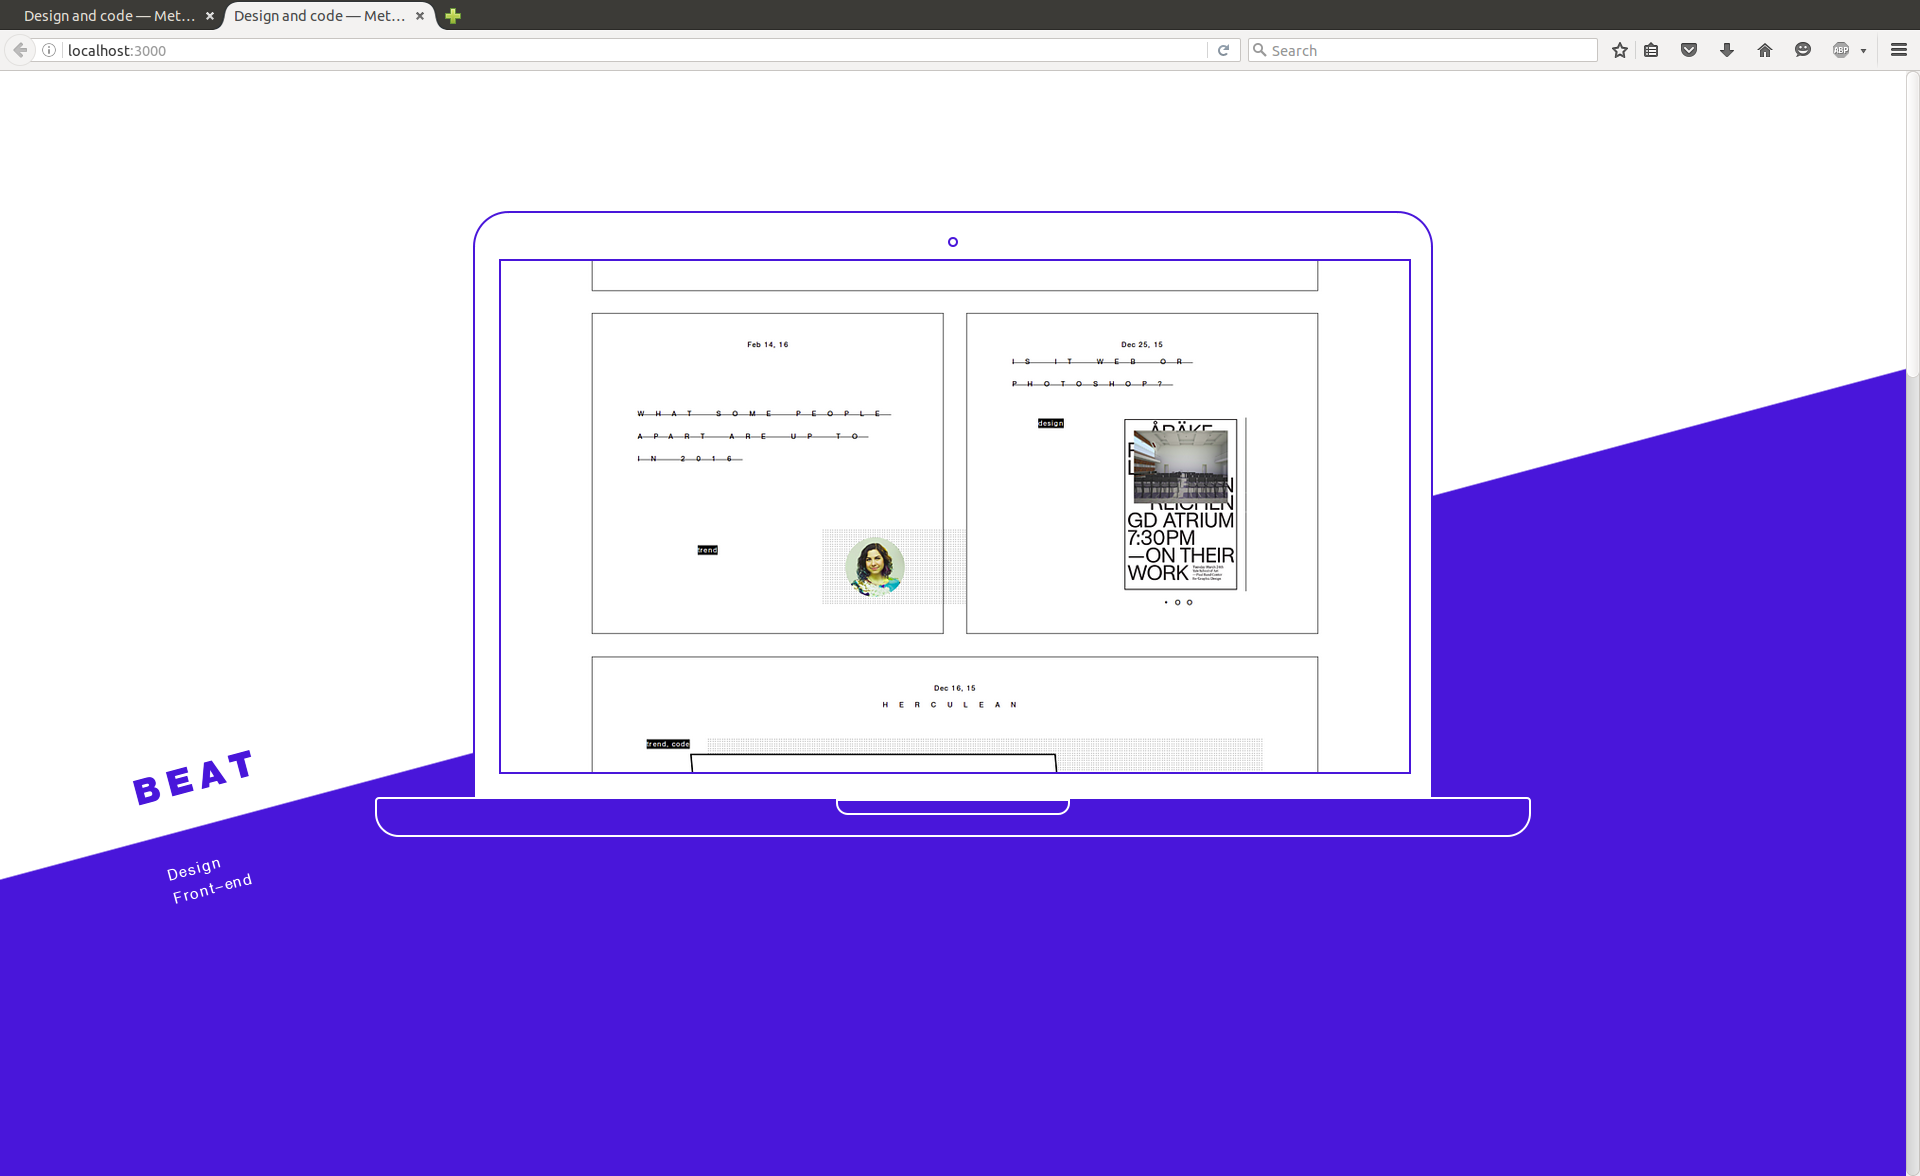 Design and code — Met...
Design and code — Met...
localhost:3000
Search
ABP
Feb 14, 16
WHAT SOME PEOPLE
APART ARE UP TO
IN 2016
trend
Dec 25, 15
IS IT WEB OR
PHOTOSHOP?
design
ÅBÄKE
GD ATRIUM
7:30PM
—ON THEIR
WORK
Dec 16, 15
HERCULEAN
trend, code
BEAT
Design
Front-end